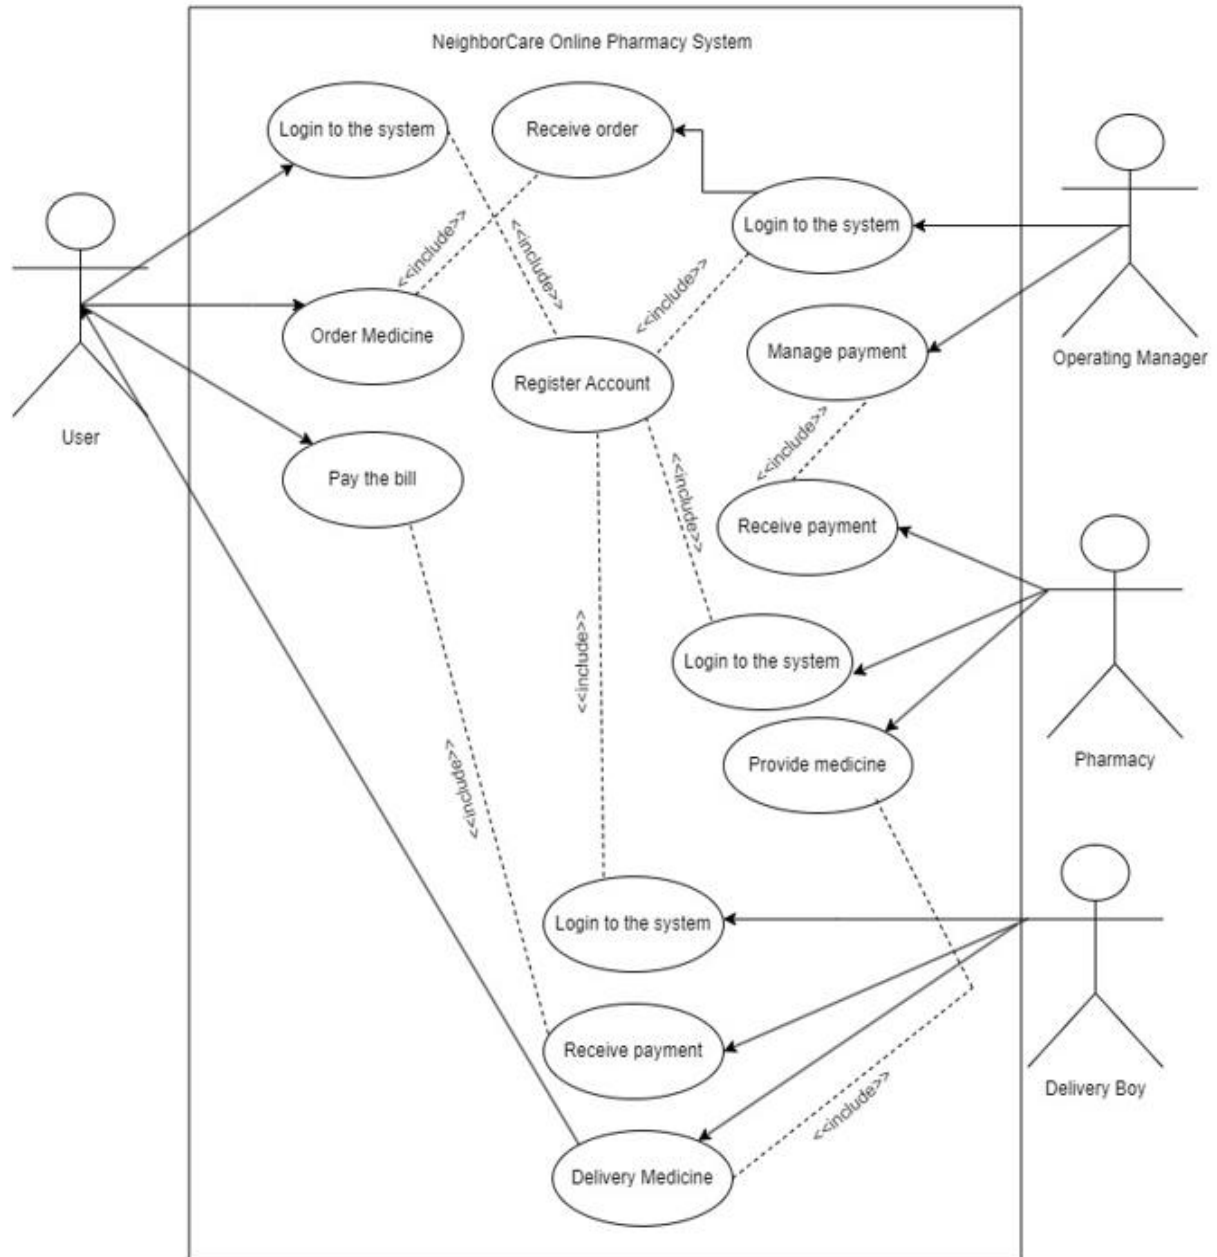 NeighborCare Online Pharmacy System
Login to the system
Receive order
Login to the system
<<include>>
<<include>>
<<include>>
Order Medicine
Manage payment
Operating Manager
Register Account
User
<<include>>
Pay the bill
<<include>>
Receive payment
<<include>>
Login to the system
Provide medicine
Pharmacy
<<include>>
Login to the system
Receive payment
Delivery Boy
<<include>>
Delivery Medicine